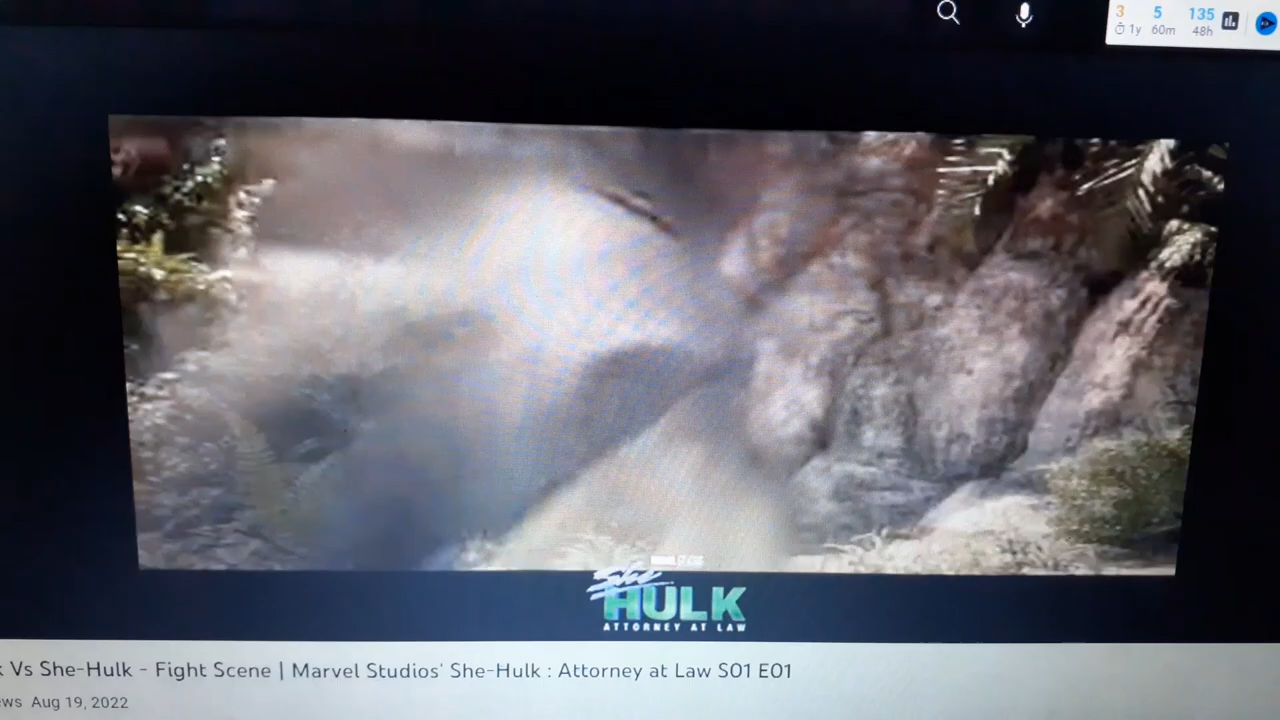 3 5 135
1y 60m 48h
She
HULK
ATTORNEY AT LAW
Vs She-Hulk - Fight Scene | Marvel Studios' She-Hulk : Attorney at Law S01 E01
ews Aug 19, 2022